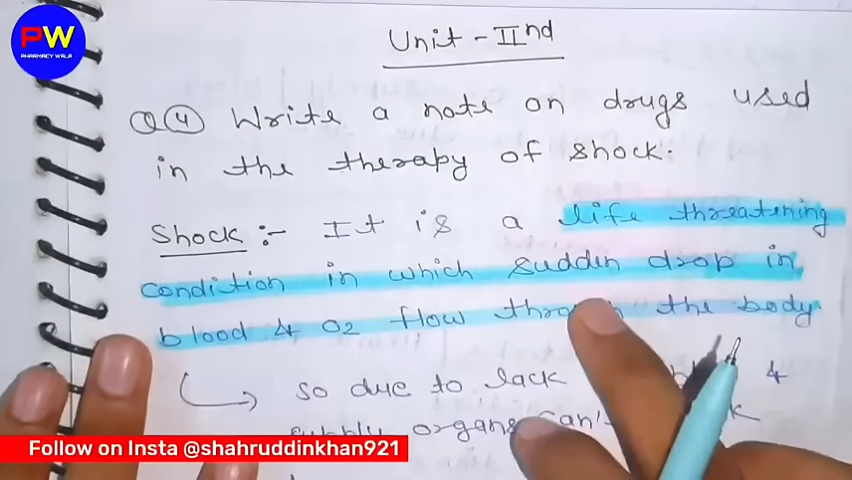 PW
PHARMACY WALA
Unit - IInd
Q(4) Write a note on drugs used
in the therapy of shock.
Shock :- It is a life threatening
condition in which sudden drop in
blood & O2 flow through the body.
so due to lack &
supply organs can't
Follow on Insta @shahruddinkhan921